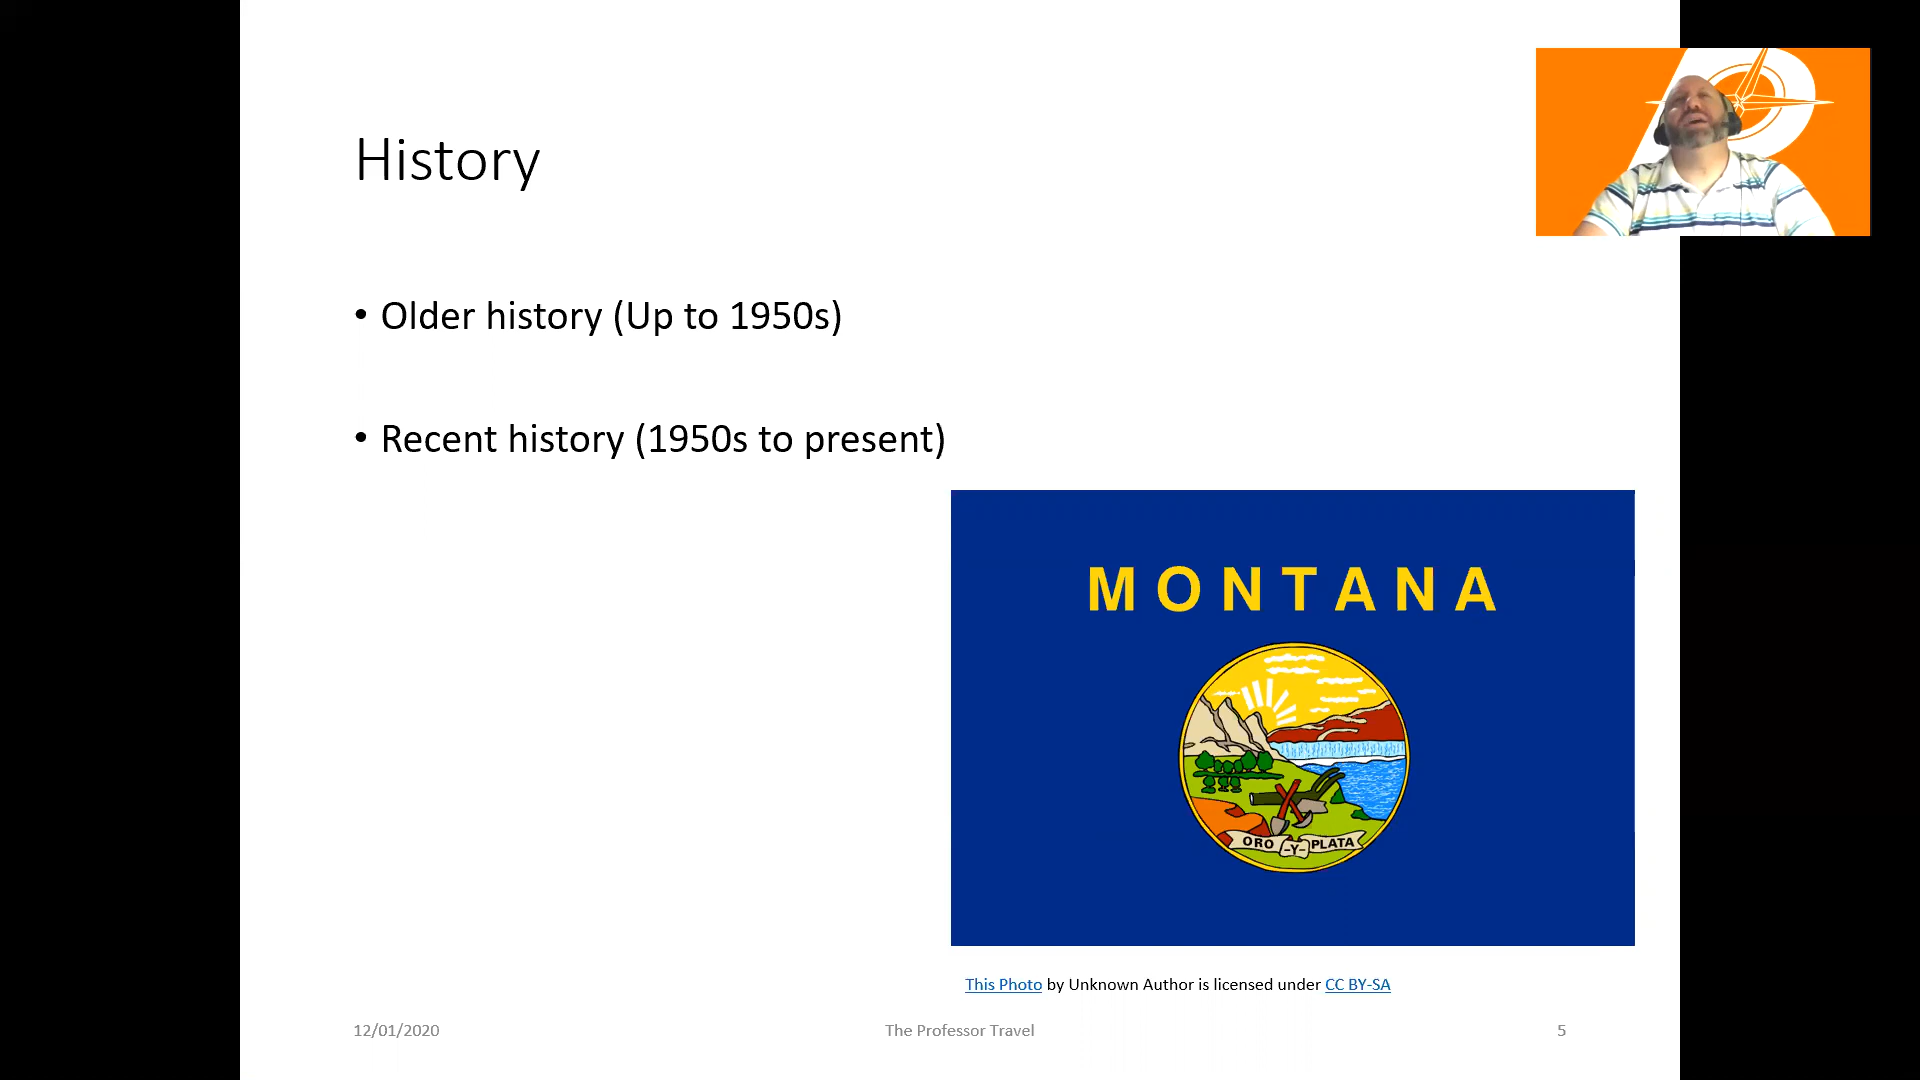 History
• Older history (Up to 1950s)
• Recent history (1950s to present)
MONTANA
ORO -Y- PLATA
This Photo by Unknown Author is licensed under CC BY-SA
12/01/2020
The Professor Travel
5